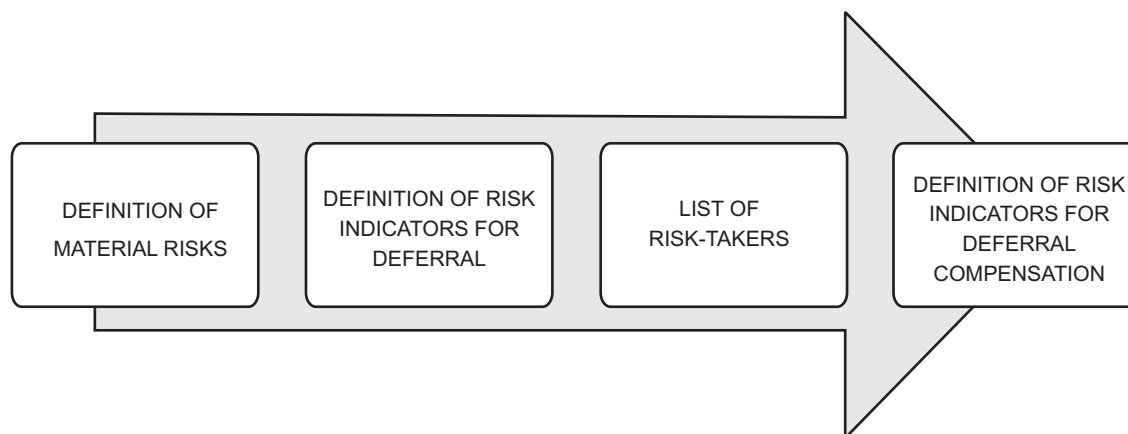 DEFINITION OF
MATERIAL RISKS
DEFINITION OF RISK
INDICATORS FOR
DEFERRAL
LIST OF
RISK-TAKERS
DEFINITION OF RISK
INDICATORS FOR
DEFERRAL
COMPENSATION